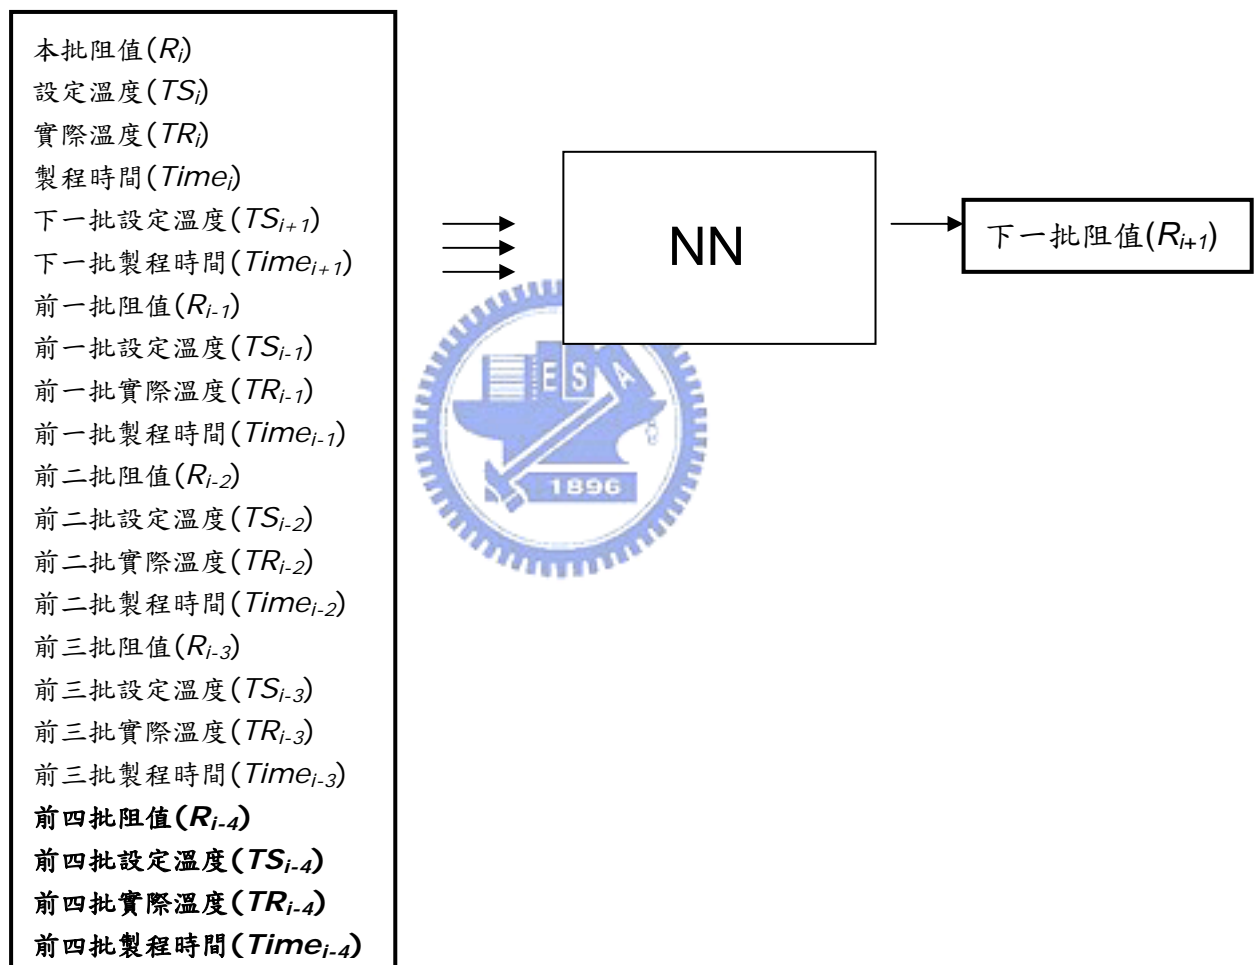 本批阻值(Ri)
設定溫度(TSi)
實際溫度(TRi)
製程時間(Timei)
下一批設定溫度(TSi+1)
下一批製程時間(Timei+1)
前一批阻值(Ri-1)
前一批設定溫度(TSi-1)
前一批實際溫度(TRi-1)
前一批製程時間(Timei-1)
前二批阻值(Ri-2)
前二批設定溫度(TSi-2)
前二批實際溫度(TRi-2)
前二批製程時間(Timei-2)
前三批阻值(Ri-3)
前三批設定溫度(TSi-3)
前三批實際溫度(TRi-3)
前三批製程時間(Timei-3)
前四批阻值(Ri-4)
前四批設定溫度(TSi-4)
前四批實際溫度(TRi-4)
前四批製程時間(Timei-4)
NN
下一批阻值(Ri+1)
E S A
1896